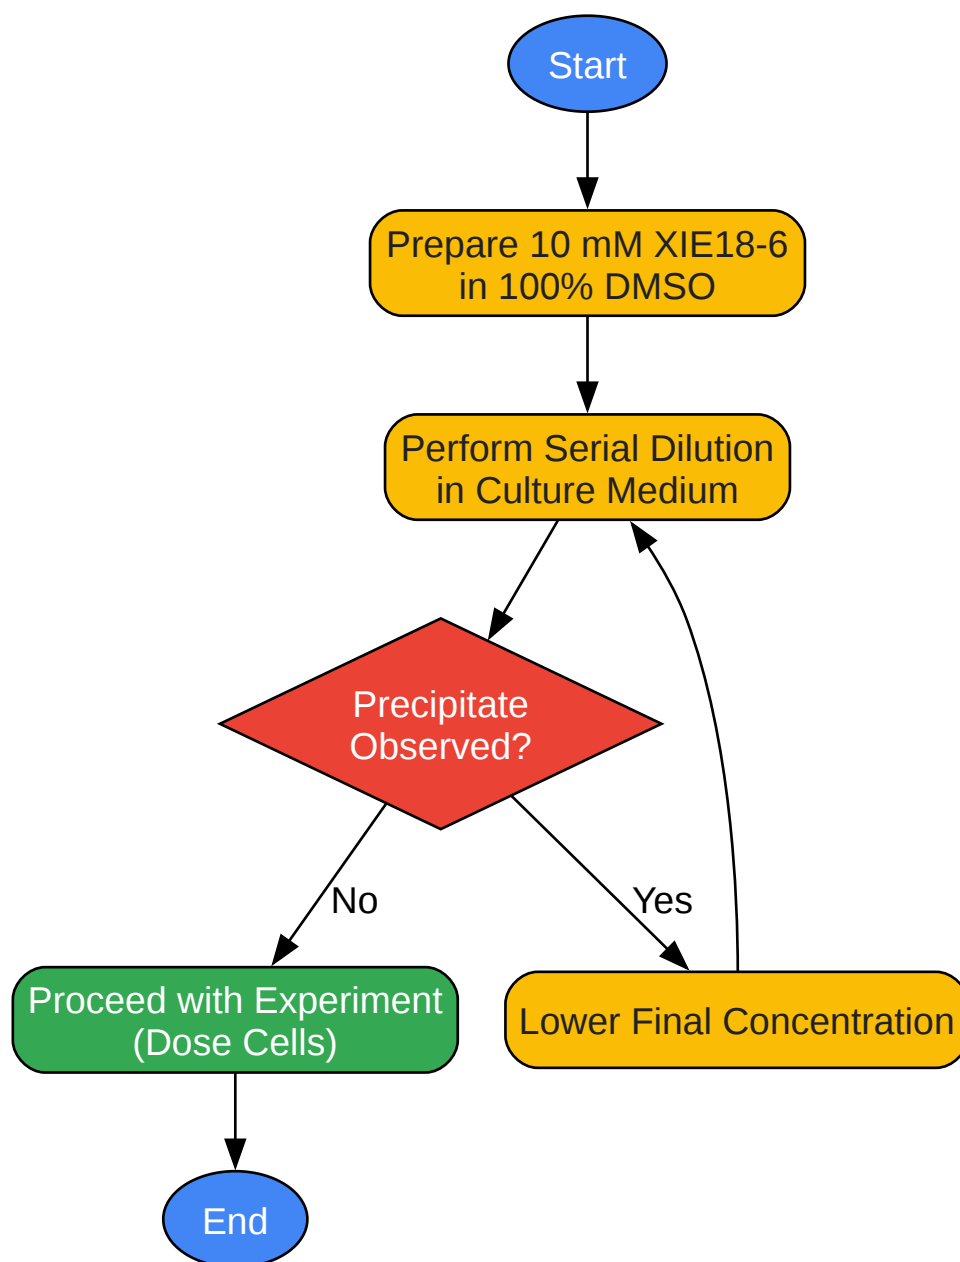 Start
Prepare 10 mM XIE18-6
in 100% DMSO
Perform Serial Dilution
in Culture Medium
Precipitate
Observed?
No
Yes
Proceed with Experiment
(Dose Cells)
Lower Final Concentration
End